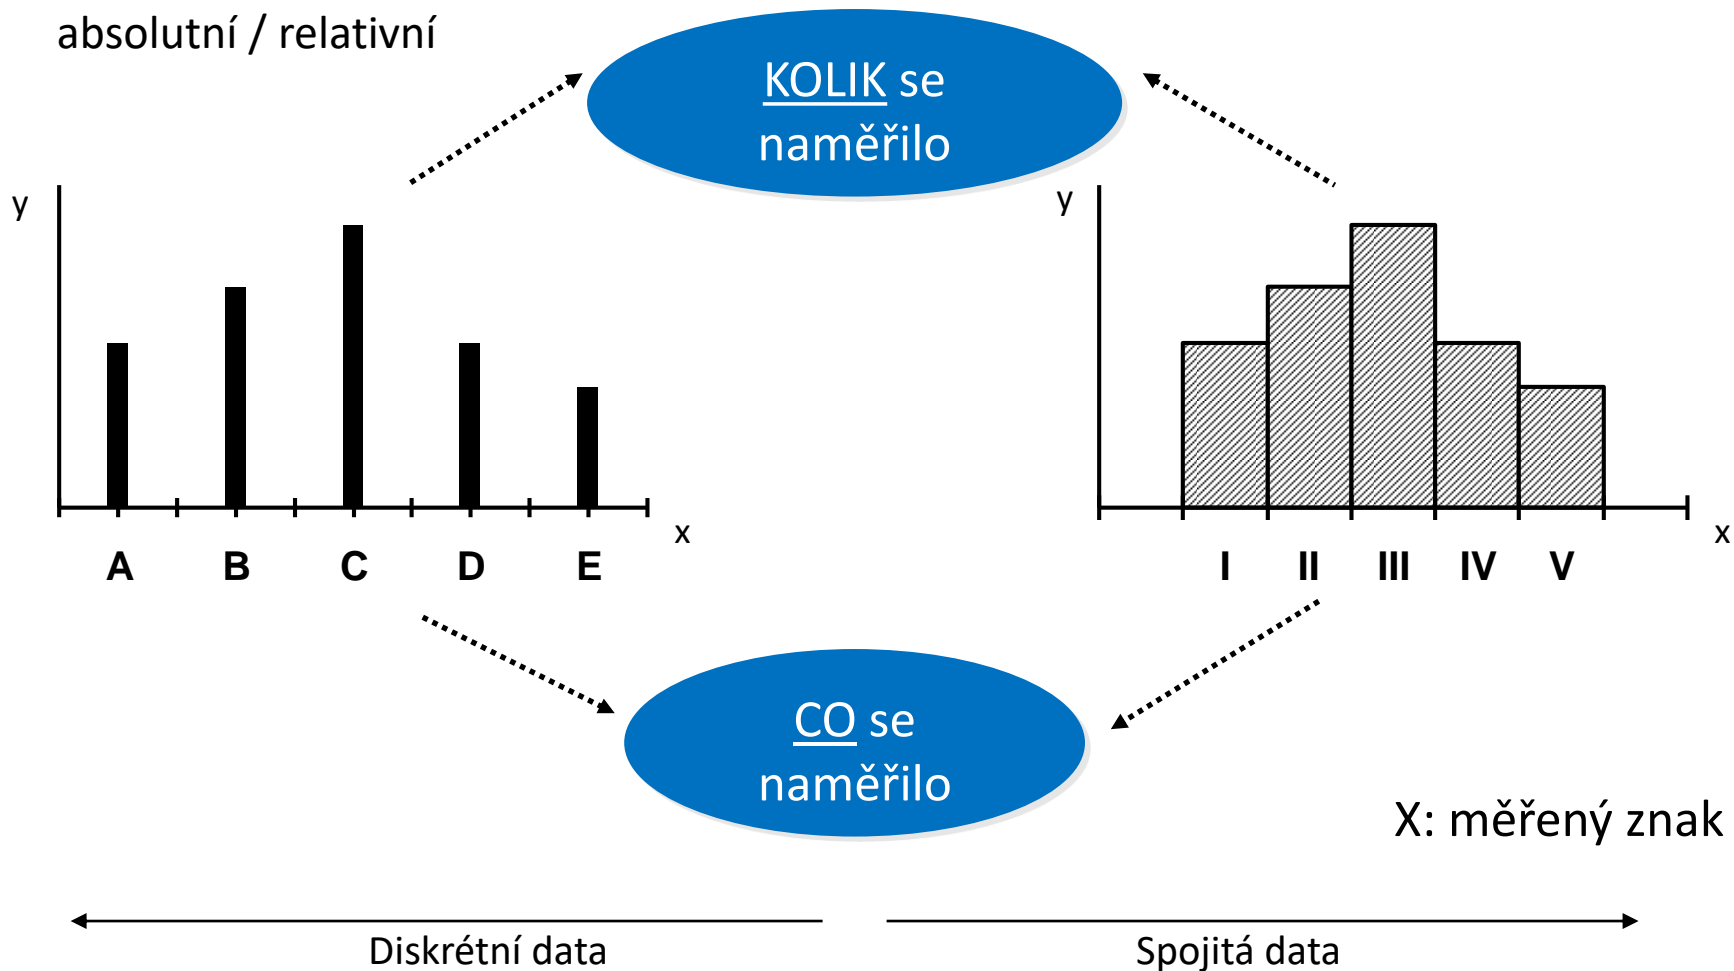 absolutní / relativní
KOLIK se
naměřilo
y
y
x
x
A B C D E
I II III IV V
CO se
naměřilo
X: měřený znak
Diskrétní data
Spojitá data